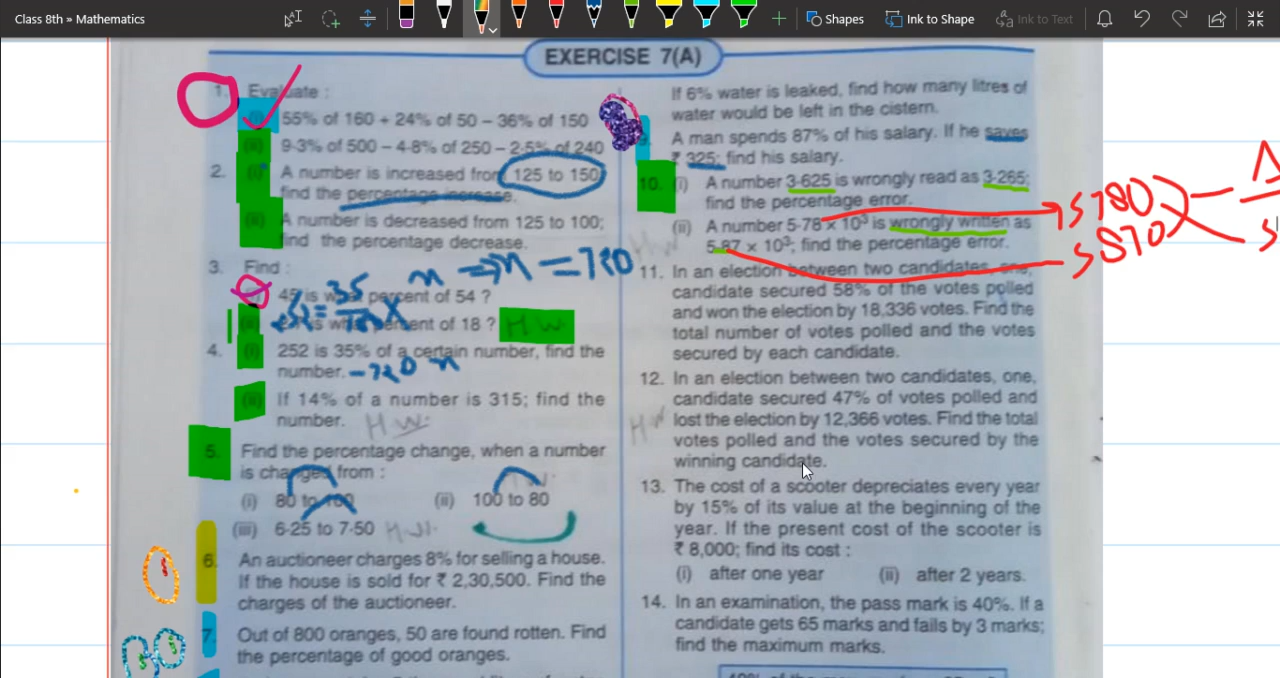 Class 8th » Mathematics
Shapes
Ink to Shape
Ink to Text
EXERCISE 7(A)
1. Evaluate :
(i) 55% of 160 + 24% of 50 – 36% of 150
(ii) 9·3% of 500 – 4·8% of 250 – 2·5% of 240
2. (i) A number is increased from 125 to 150;
find the percentage increase.
(ii) A number is decreased from 125 to 100;
find the percentage decrease.
3. Find :
45 is what percent of 54 ?
is what percent of 18 ? H W
4. (i) 252 is 35% of a certain number, find the
number. – 720
(ii) If 14% of a number is 315; find the
number. H W
5. Find the percentage change, when a number
is changed from :
(i) 80 to 100 (ii) 100 to 80
(iii) 6·25 to 7·50 H W
6. An auctioneer charges 8% for selling a house.
If the house is sold for ₹ 2,30,500. Find the
charges of the auctioneer.
7. Out of 800 oranges, 50 are found rotten. Find
the percentage of good oranges.
If 6% water is leaked, find how many litres of
water would be left in the cistern.
A man spends 87% of his salary. If he saves
₹ 325; find his salary.
10. (i) A number 3·625 is wrongly read as 3·265;
find the percentage error.
(ii) A number 5·78 × 10³ is wrongly written as
5·87 × 10³; find the percentage error.
5780
5870
11. In an election between two candidates, one,
candidate secured 58% of the votes polled
and won the election by 18,336 votes. Find the
total number of votes polled and the votes
secured by each candidate.
12. In an election between two candidates, one,
candidate secured 47% of votes polled and
HW lost the election by 12,366 votes. Find the total
votes polled and the votes secured by the
winning candidate.
13. The cost of a scooter depreciates every year
by 15% of its value at the beginning of the
year. If the present cost of the scooter is
₹ 8,000; find its cost :
(i) after one year (ii) after 2 years.
14. In an examination, the pass mark is 40%. If a
candidate gets 65 marks and fails by 3 marks;
find the maximum marks.